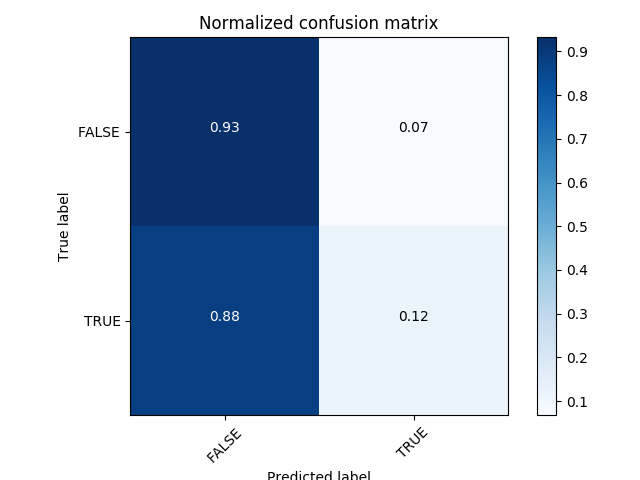 Normalized confusion matrix
True label
FALSE
0.93
0.07
TRUE
0.88
0.12
FALSE
TRUE
Predicted label
0.9
0.8
0.7
0.6
0.5
0.4
0.3
0.2
0.1